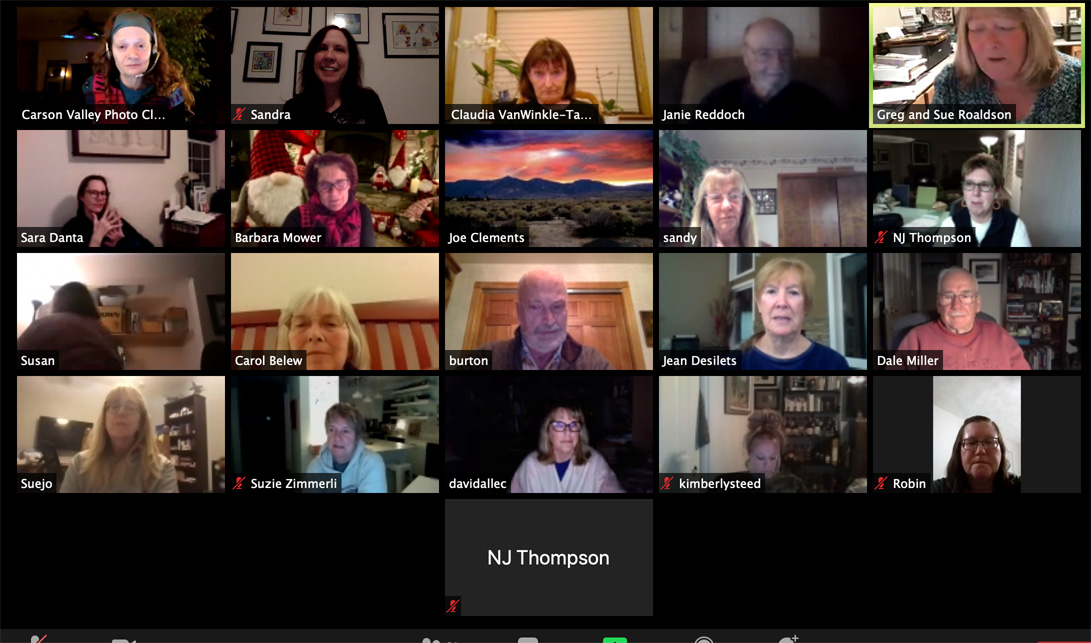 Carson Valley Photo Cl...
Sandra
Claudia VanWinkle-Ta...
Janie Reddoch
Greg and Sue Roaldson
Sara Danta
Barbara Mower
Joe Clements
sandy
NJ Thompson
Susan
Carol Belew
burton
Jean Desilets
Dale Miller
Suejo
Suzie Zimmerli
davidallec
kimberlysteed
Robin
NJ Thompson